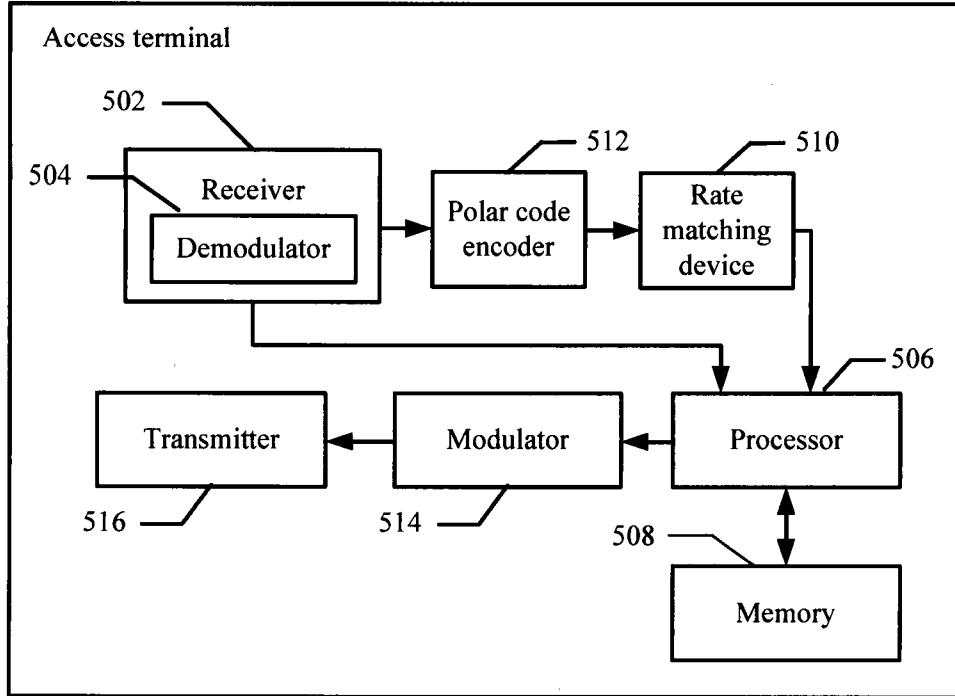 Access terminal
502
504
Receiver
Demodulator
512
Polar code
encoder
510
Rate
matching
device
506
Transmitter
Modulator
Processor
516
514
508
Memory